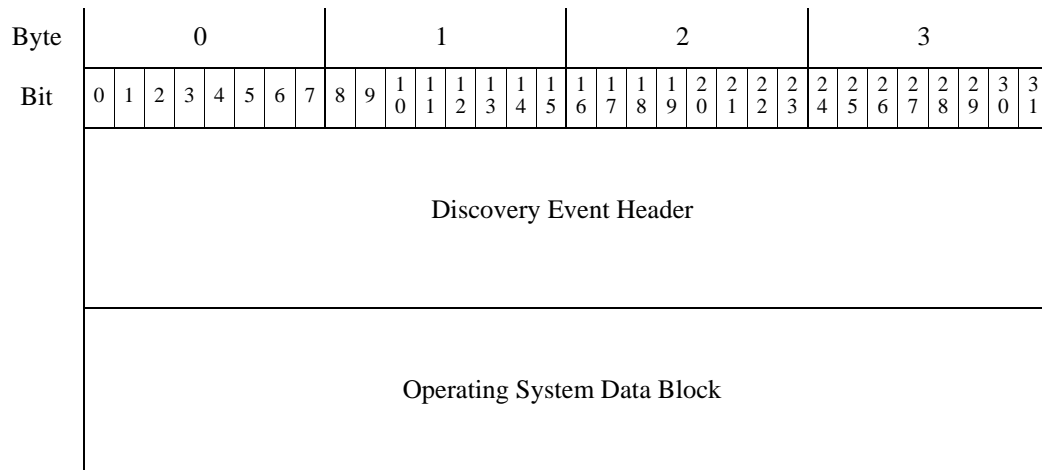 Byte 0 1 2 3
Bit 0 1 2 3 4 5 6 7 8 9 10 11 12 13 14 15 16 17 18 19 20 21 22 23 24 25 26 27 28 29 30 31
Discovery Event Header
Operating System Data Block